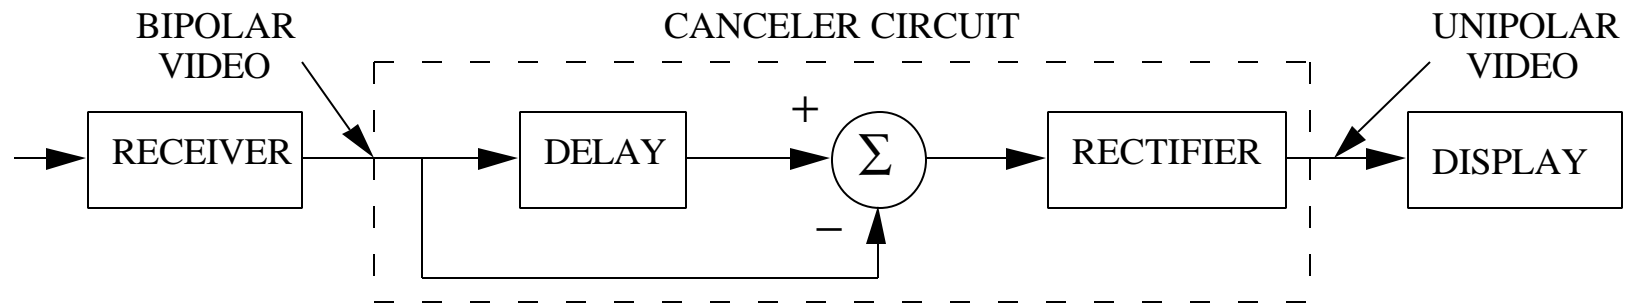 BIPOLAR
VIDEO
CANCELER CIRCUIT
UNIPOLAR
VIDEO
RECEIVER
DELAY
+
Σ
−
RECTIFIER
DISPLAY